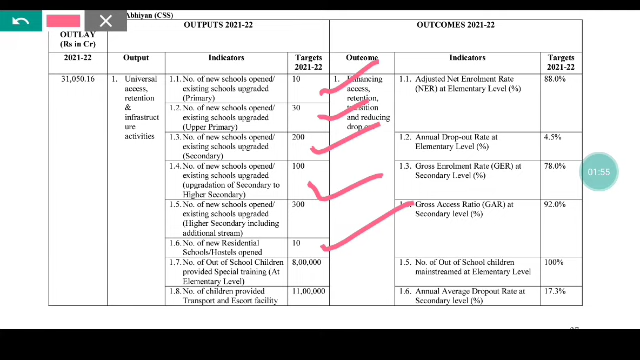 Abhiyan (CSS)
OUTLAY
(Rs in Cr)
2021-22
OUTPUTS 2021-22
OUTCOMES 2021-22
Output
Indicators
Targets
2021-22
Outcome
Indicators
Targets
2021-22
31,050.16
1. Universal
access,
retention
&
infrastruct
ure
activities
1.1. No. of new schools opened/
existing schools upgraded
(Primary)
10
1.2. No. of new schools opened/
existing schools upgraded
(Upper Primary)
30
1.3. No. of new schools opened/
existing schools upgraded
(Secondary)
200
1.4. No. of new schools opened/
existing schools upgraded
(upgradation of Secondary to
Higher Secondary)
100
1.5. No. of new schools opened/
existing schools upgraded
(Higher Secondary including
additional stream)
300
1.6. No. of new Residential
Schools/Hostels opened
10
1.7. No. of Out of School Children
provided Special training (At
Elementary Level)
8,00,000
1.8. No. of children provided
Transport and Escort facility
11,00,000
1. Enhancing
access,
retention,
transition
and reducing
1.1. Adjusted Net Enrolment Rate
(NER) at Elementary Level (%)
88.0%
1.2. Annual Drop-out Rate at
Elementary Level (%)
4.5%
1.3. Gross Enrolment Rate (GER) at
Secondary Level (%)
78.0%
Gross Access Ratio (GAR) at
Secondary level (%)
92.0%
1.5. No. of Out of School children
mainstreamed at Elementary Level
100%
1.6. Annual Average Dropout Rate at
Secondary Level (%)
17.3%
01:55